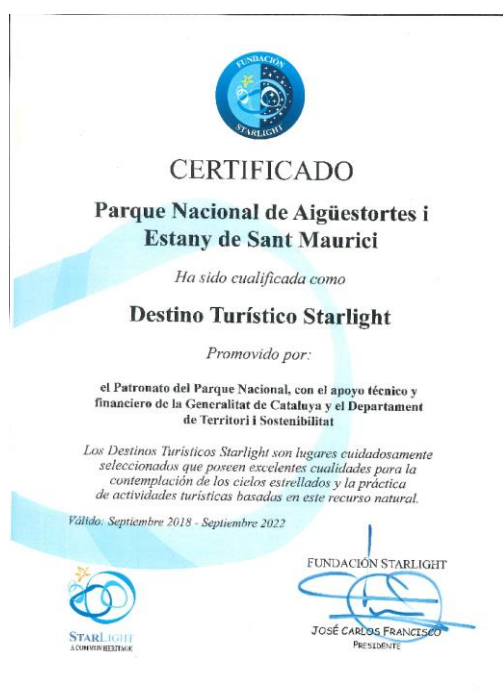 FUNDACIÓN
STARLIGHT
CERTIFICADO
Parque Nacional de Aigüestortes i
Estany de Sant Maurici
Ha sido cualificada como
Destino Turístico Starlight
Promovido por:
el Patronato del Parque Nacional, con el apoyo técnico y
financiero de la Generalitat de Cataluya y el Departament
de Territori i Sostenibilitat
Los Destinos Turísticos Starlight son lugares cuidadosamente
seleccionados que poseen excelentes cualidades para la
contemplación de los cielos estrellados y la práctica
de actividades turísticas basadas en este recurso natural.
Válido: Septiembre 2018 - Septiembre 2022
FUNDACIÓN STARLIGHT
JOSÉ CARLOS FRANCISCO
PRESIDENTE
STARLIGHT
A COMMON HERITAGE